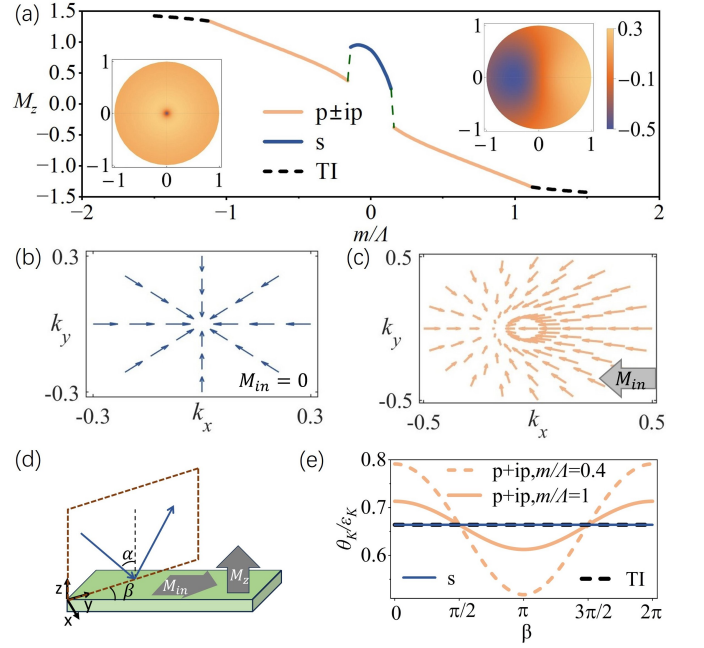 (a)
1.5
1.0
0.5
0.0
−0.5
−1.0
−1.5
M_z
−2
−1
0
1
2
m/Λ
1
0
1
−1
0
1
p±ip
s
TI
1
0
−1
−1
0
1
0.3
−0.1
−0.5
(b)
0.3
k_y
-0.3
-0.3
k_x
0.3
M_in = 0
(c)
0.5
k_y
-0.5
-0.5
k_x
0.5
M_in
(d)
α
β
M_in
M_z
z
y
x
(e)
0.8
0.7
0.6
θ_K/ε_K
p+ip,m/Λ=0.4
p+ip,m/Λ=1
s
TI
0
π/2
π
3π/2
2π
β